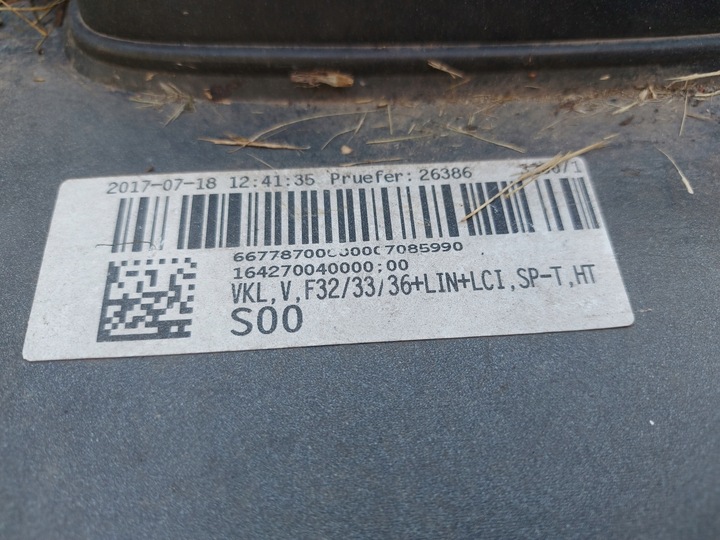 2017-07-18 12:41:35 Pruefer: 26386
164270040000;00
VKL,V,F32/33/36+LIN+LCI,SP-T,HT
S00